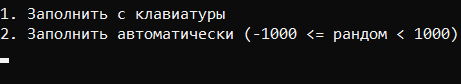 1. Заполнить с клавиатуры
2. Заполнить автоматически (-1000 <= рандом < 1000)